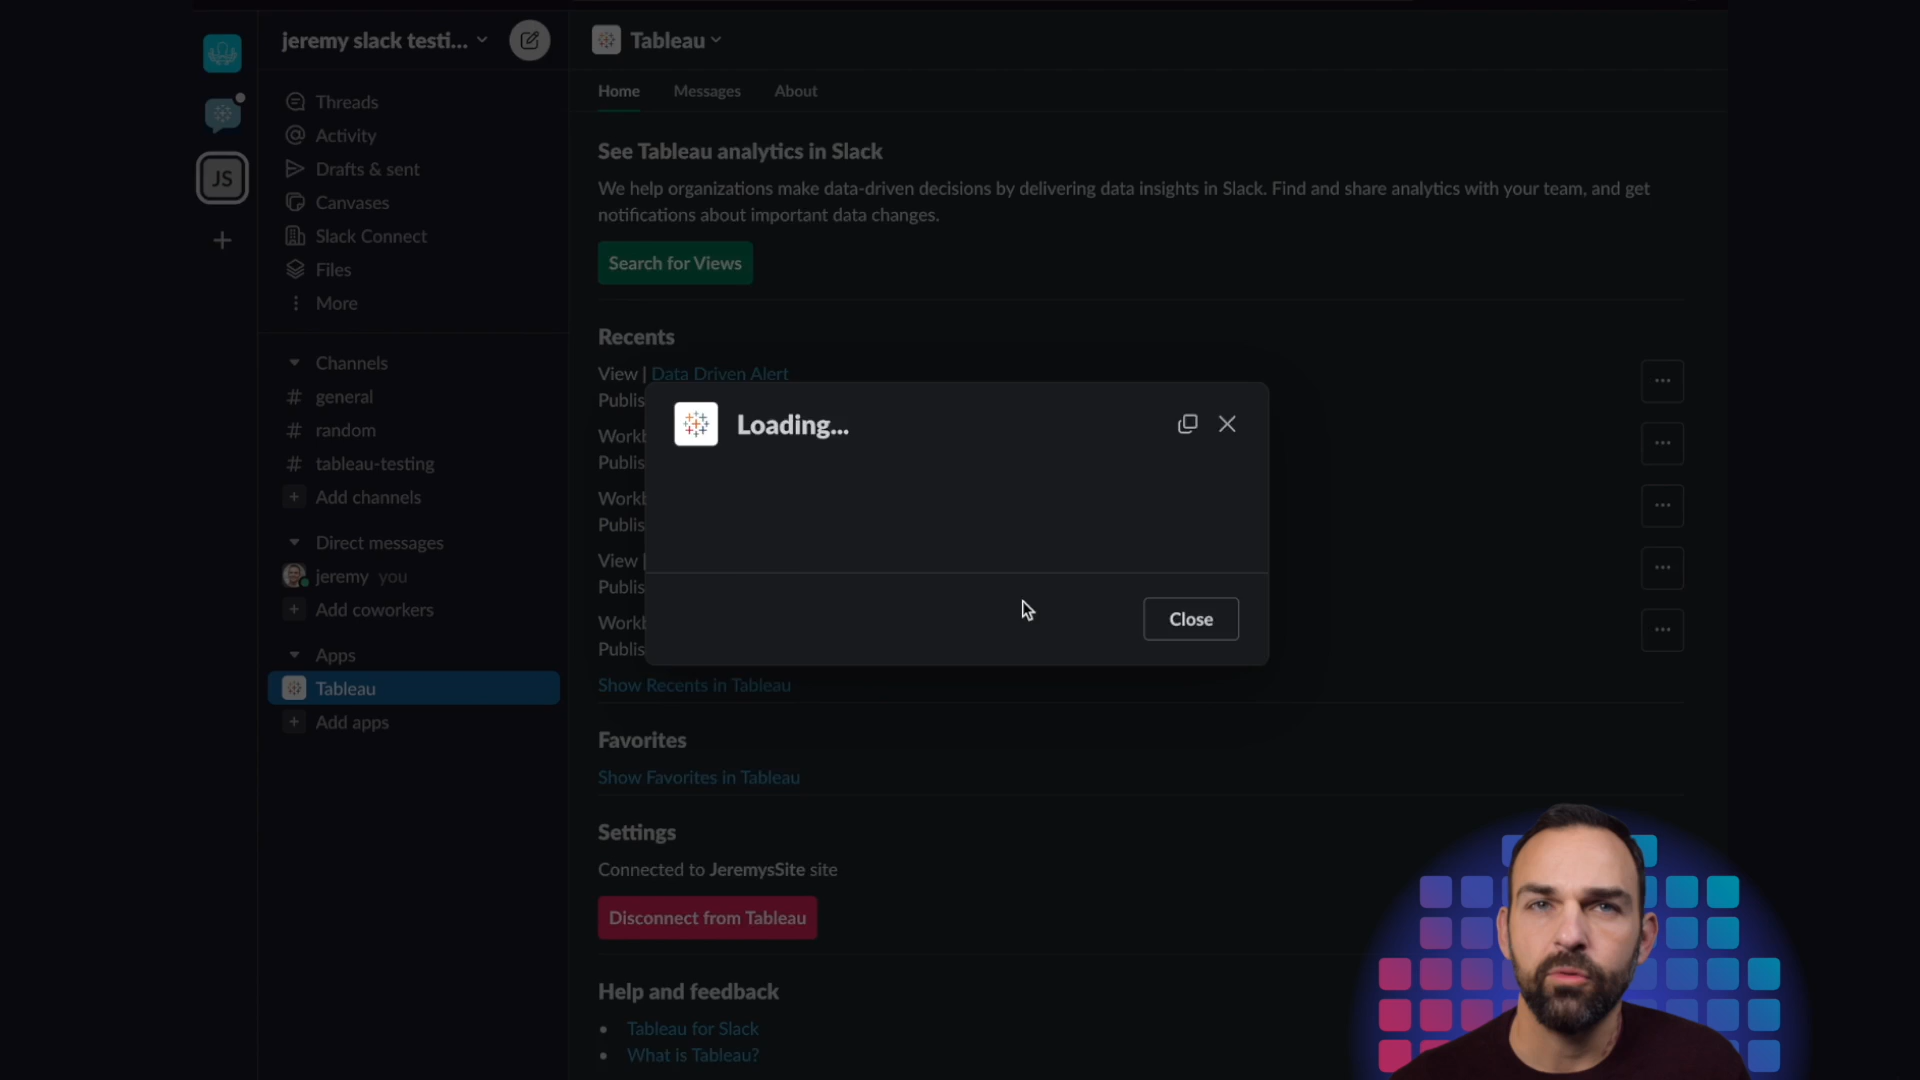 jeremy slack testi...
Tableau
Home
Messages
About
JS
Threads
Activity
Drafts & sent
Canvases
Slack Connect
Files
More
Channels
# general
# random
# tableau-testing
+ Add channels
Direct messages
jeremy you
+ Add coworkers
Apps
Tableau
+ Add apps
See Tableau analytics in Slack
We help organizations make data-driven decisions by delivering data insights in Slack. Find and share analytics with your team, and get
notifications about important data changes.
Search for Views
Recents
View | Data Driven Alert
Publis
Workb
Publis
Workb
Publis
View |
Publis
Workb
Publis
Loading...
Close
Show Recents in Tableau
Favorites
Show Favorites in Tableau
Settings
Connected to JeremysSite site
Disconnect from Tableau
Help and feedback
• Tableau for Slack
• What is Tableau?